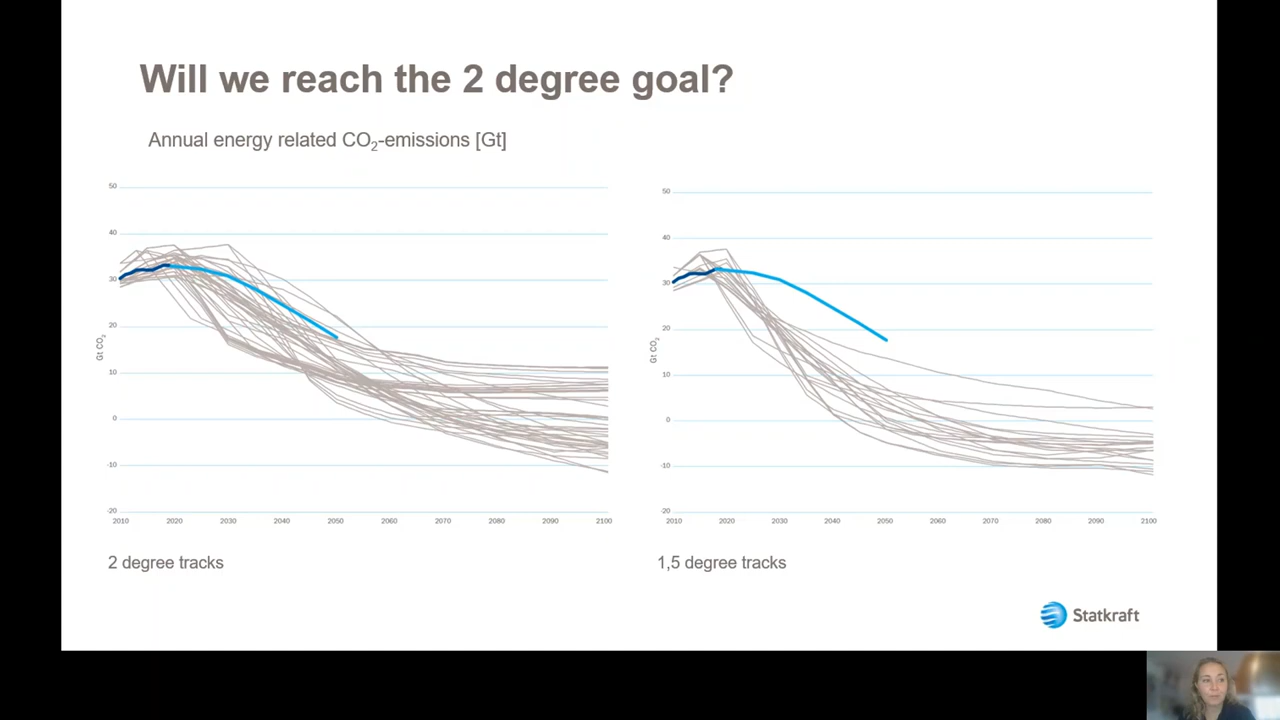 Will we reach the 2 degree goal?
Annual energy related CO₂-emissions [Gt]
50
40
30
20
10
0
-10
-20
Gt CO₂
2010 2020 2030 2040 2050 2060 2070 2080 2090 2100
2 degree tracks
50
40
30
20
10
0
-10
-20
Gt CO₂
2010 2020 2030 2040 2050 2060 2070 2080 2090 2100
1,5 degree tracks
Statkraft